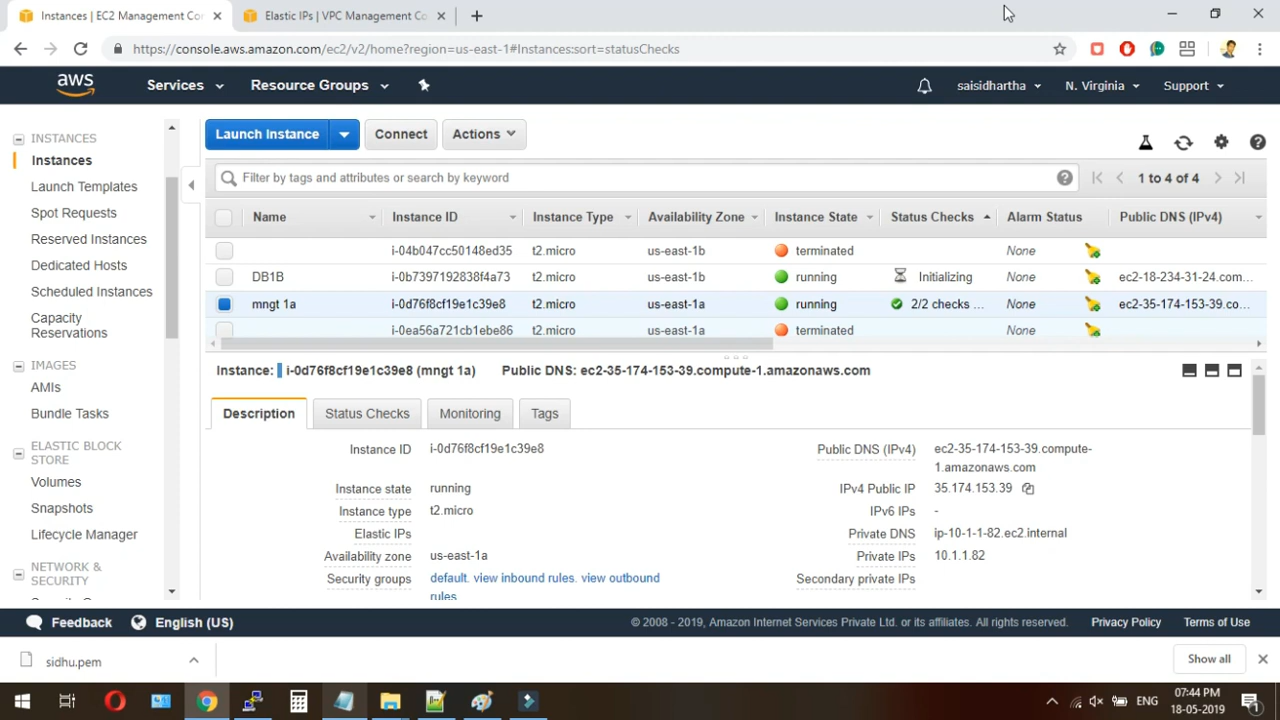 Instances | EC2 Management Co
Elastic IPs | VPC Management Co
https://console.aws.amazon.com/ec2/v2/home?region=us-east-1#Instances:sort=statusChecks
aws
Services
Resource Groups
saisidhartha
N. Virginia
Support
INSTANCES
Instances
Launch Templates
Spot Requests
Reserved Instances
Dedicated Hosts
Scheduled Instances
Capacity
Reservations
IMAGES
AMIs
Bundle Tasks
ELASTIC BLOCK
STORE
Volumes
Snapshots
Lifecycle Manager
NETWORK &
SECURITY
Launch Instance
Connect
Actions
Filter by tags and attributes or search by keyword
1 to 4 of 4
Name Instance ID Instance Type Availability Zone Instance State Status Checks Alarm Status Public DNS (IPv4)
i-04b047cc50148ed35 t2.micro us-east-1b terminated None
DB1B i-0b7397192838f4a73 t2.micro us-east-1b running Initializing None ec2-18-234-31-24.com...
mngt 1a i-0d76f8cf19e1c39e8 t2.micro us-east-1a running 2/2 checks ... None ec2-35-174-153-39.co...
i-0ea56a721cb1ebe86 t2.micro us-east-1a terminated None
Instance: i-0d76f8cf19e1c39e8 (mngt 1a) Public DNS: ec2-35-174-153-39.compute-1.amazonaws.com
Description
Status Checks
Monitoring
Tags
Instance ID i-0d76f8cf19e1c39e8
Instance state running
Instance type t2.micro
Elastic IPs
Availability zone us-east-1a
Security groups default. view inbound rules. view outbound
rules
Public DNS (IPv4) ec2-35-174-153-39.compute-
1.amazonaws.com
IPv4 Public IP 35.174.153.39
IPv6 IPs -
Private DNS ip-10-1-1-82.ec2.internal
Private IPs 10.1.1.82
Secondary private IPs
Feedback
English (US)
© 2008 - 2019, Amazon Internet Services Private Ltd. or its affiliates. All rights reserved.
Privacy Policy
Terms of Use
sidhu.pem
Show all
ENG
07:44 PM
18-05-2019
1